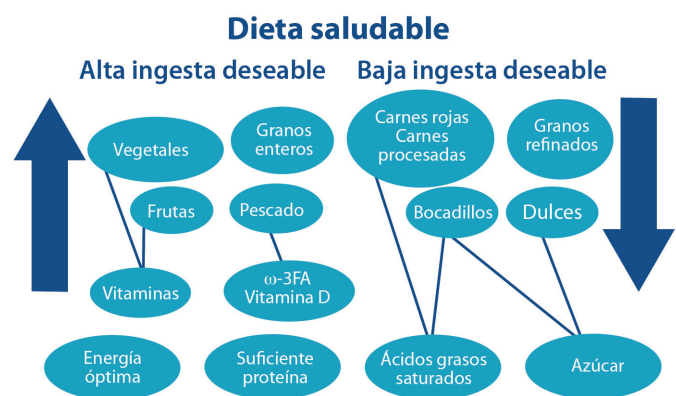 Dieta saludable
Alta ingesta deseable
Baja ingesta deseable
Vegetales
Granos
enteros
Carnes rojas
Carnes
procesadas
Granos
refinados
Frutas
Pescado
Bocadillos
Dulces
Vitaminas
ω-3FA
Vitamina D
Energía
óptima
Suficiente
proteína
Ácidos grasos
saturados
Azúcar